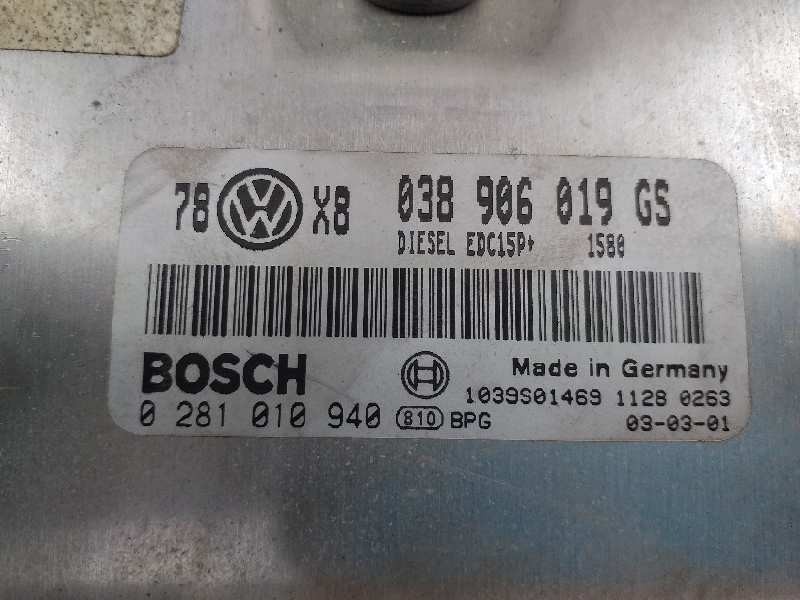 78 VW X8 038 906 019 GS
DIESEL EDC15P+ 1580
BOSCH Made in Germany
1039S01469 1128 0263
0 281 010 940 810 BPG 03-03-01